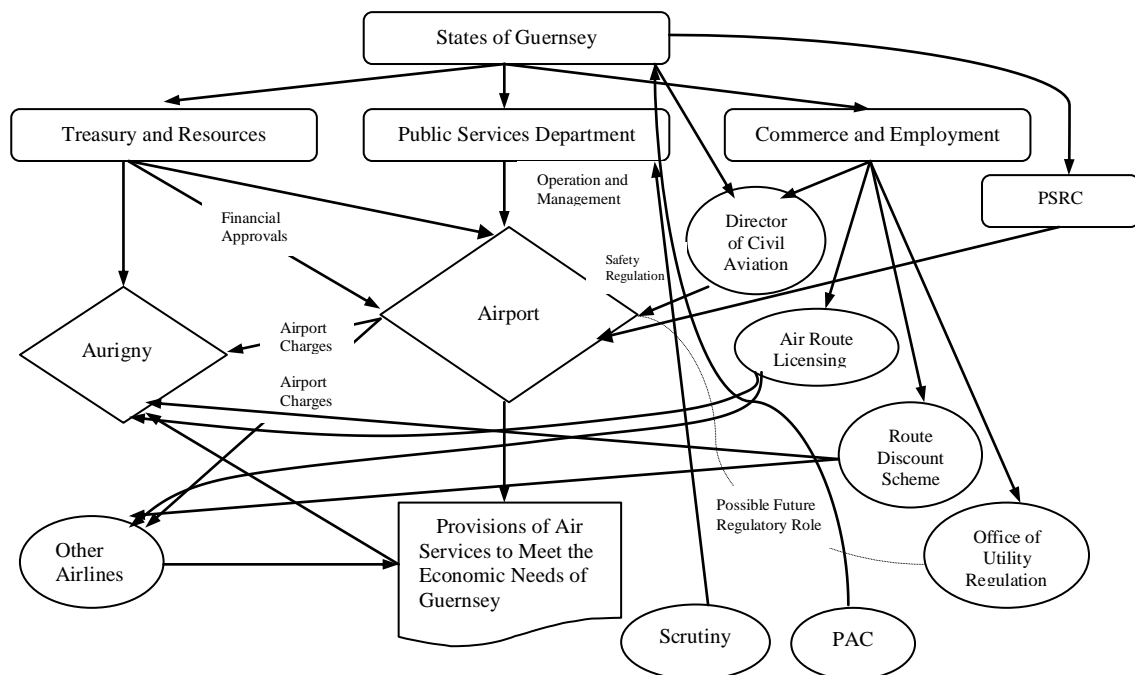 States of Guernsey
Treasury and Resources
Public Services Department
Commerce and Employment
PSRC
Operation and
Management
Director
of Civil
Aviation
Financial
Approvals
Safety
Regulation
Airport
Aurigny
Airport
Charges
Airport
Charges
Air Route
Licensing
Route
Discount
Scheme
Possible Future
Regulatory Role
Office of
Utility
Regulation
Other
Airlines
Provisions of Air
Services to Meet the
Economic Needs of
Guernsey
Scrutiny
PAC